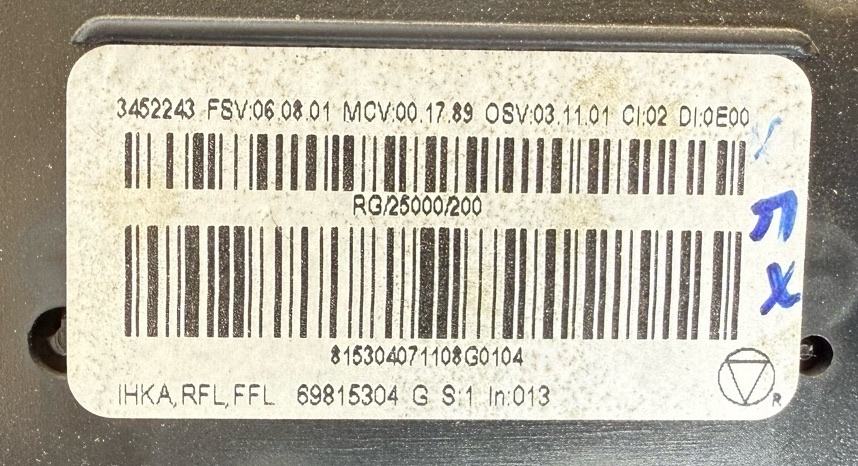 3452243 FSV:06.08.01 MCV:00.17.89 OSV:03.11.01 CI:02 DI:0E00
RG/25000/200
815304071108G0104
IHKA,RFL,FFL 69815304 G S:1 In:013
R